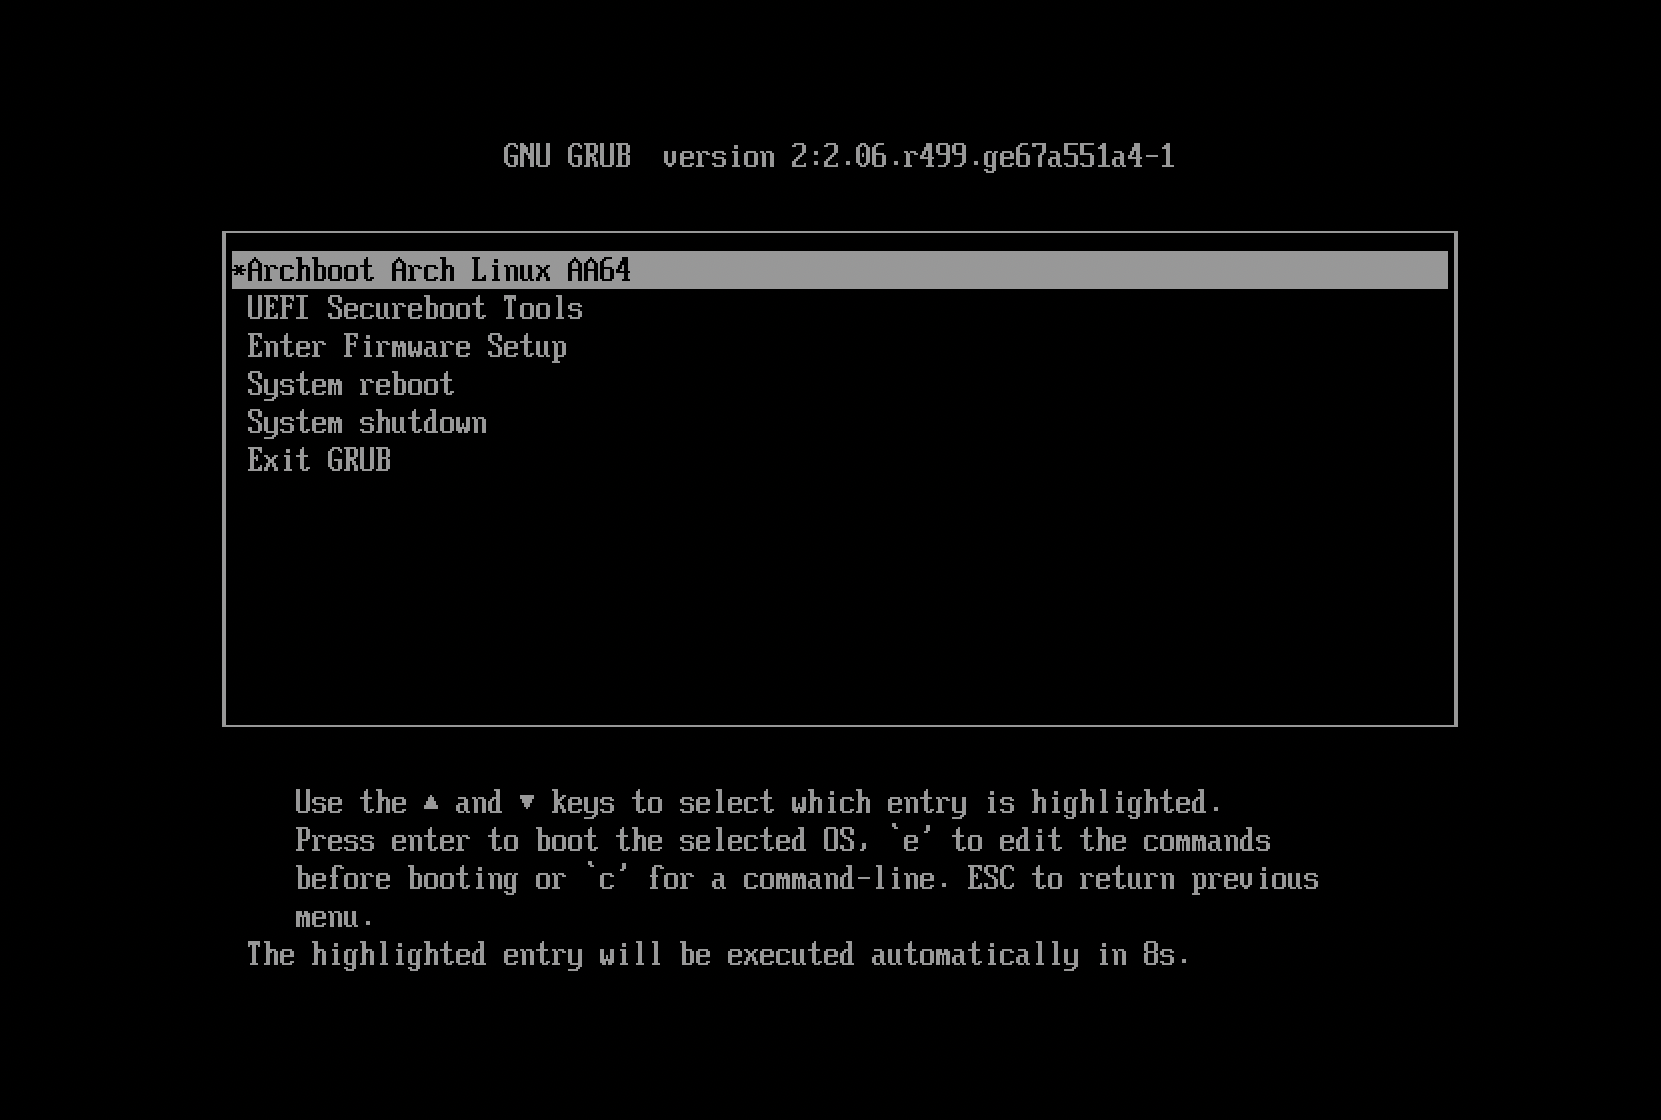 GNU GRUB  version 2:2.06.r499.ge67a551a4-1
*Archboot Arch Linux AA64
UEFI Secureboot Tools
Enter Firmware Setup
System reboot
System shutdown
Exit GRUB
Use the ▲ and ▼ keys to select which entry is highlighted.
Press enter to boot the selected OS, `e' to edit the commands
before booting or `c' for a command-line. ESC to return previous
menu.
The highlighted entry will be executed automatically in 8s.